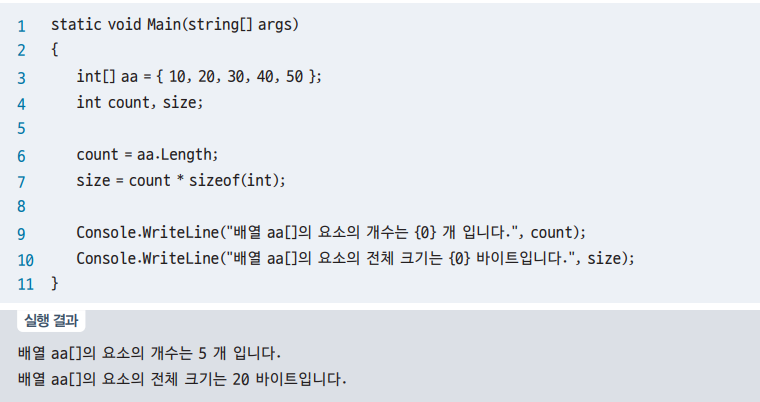 1 static void Main(string[] args)
2 {
3 int[] aa = { 10, 20, 30, 40, 50 };
4 int count, size;
5
6 count = aa.Length;
7 size = count * sizeof(int);
8
9 Console.WriteLine("배열 aa[]의 요소의 개수는 {0} 개 입니다.", count);
10 Console.WriteLine("배열 aa[]의 요소의 전체 크기는 {0} 바이트입니다.", size);
11 }
실행 결과
배열 aa[]의 요소의 개수는 5 개 입니다.
배열 aa[]의 요소의 전체 크기는 20 바이트입니다.